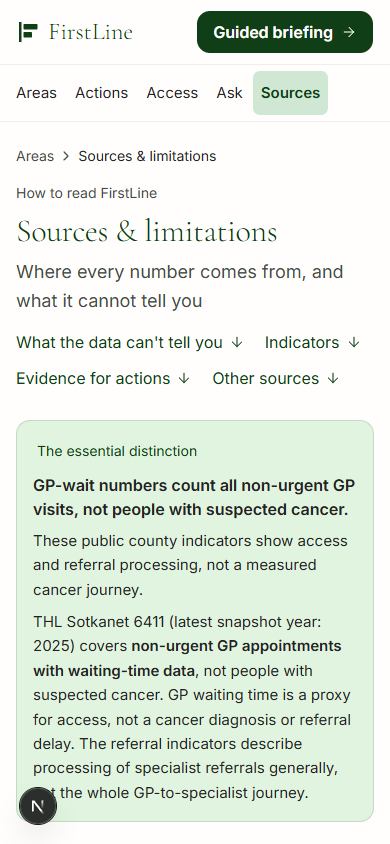 FirstLine
Guided briefing →
Areas Actions Access Ask Sources
Areas > Sources & limitations
How to read FirstLine
Sources & limitations
Where every number comes from, and
what it cannot tell you
What the data can't tell you ↓ Indicators ↓
Evidence for actions ↓ Other sources ↓
The essential distinction
GP-wait numbers count all non-urgent GP
visits, not people with suspected cancer.
These public county indicators show access
and referral processing, not a measured
cancer journey.
THL Sotkanet 6411 (latest snapshot year:
2025) covers non-urgent GP appointments
with waiting-time data, not people with
suspected cancer. GP waiting time is a proxy
for access, not a cancer diagnosis or referral
delay. The referral indicators describe
processing of specialist referrals generally,
the whole GP-to-specialist journey.
N